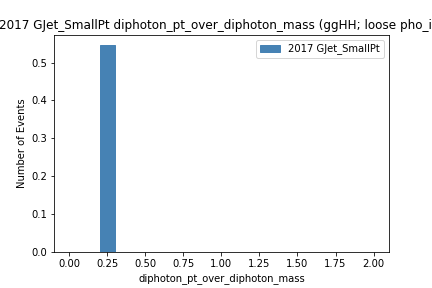 2017 GJet_SmallPt diphoton_pt_over_diphoton_mass (ggHH; loose pho_i
2017 GJet_SmallPt
Number of Events
0.5
0.4
0.3
0.2
0.1
0.0
0.00 0.25 0.50 0.75 1.00 1.25 1.50 1.75 2.00
diphoton_pt_over_diphoton_mass